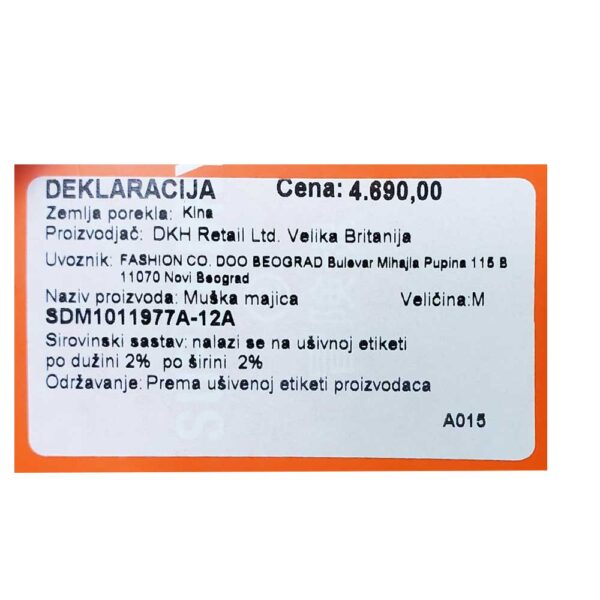 DEKLARACIJA Cena: 4.690,00
Zemlja porekla: Kina
Proizvodjač: DKH Retail Ltd. Velika Britanija
Uvoznik: FASHION CO. DOO BEOGRAD Bulevar Mihajla Pupina 115 B
11070 Novi Beograd
Naziv proizvoda: Muška majica Veličina:M
SDM1011977A-12A
Sirovinski sastav: nalazi se na ušivnoj etiketi
po dužini 2% po širini 2%
Održavanje: Prema ušivenoj etiketi proizvodaca
A015